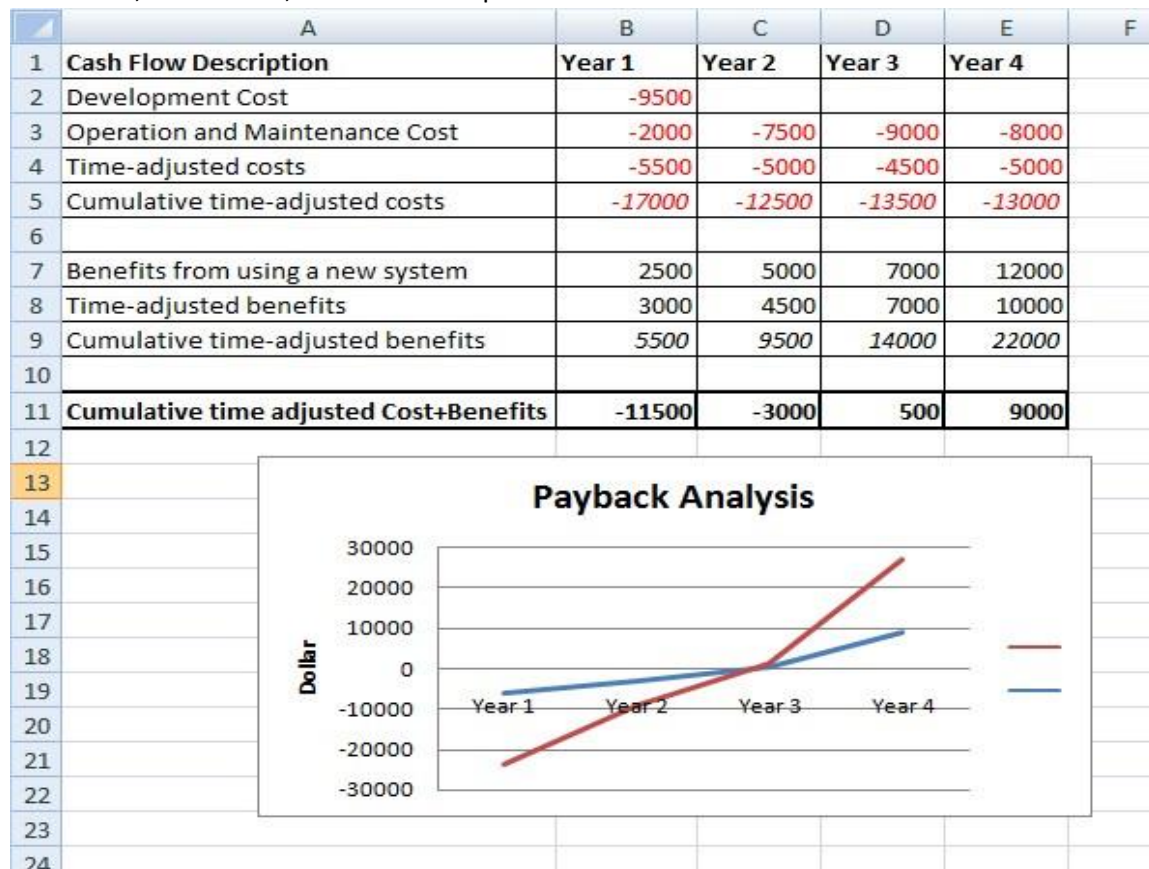 A B C D E F
1 Cash Flow Description Year 1 Year 2 Year 3 Year 4
2 Development Cost -9500
3 Operation and Maintenance Cost -2000 -7500 -9000 -8000
4 Time-adjusted costs -5500 -5000 -4500 -5000
5 Cumulative time-adjusted costs -17000 -12500 -13500 -13000
6
7 Benefits from using a new system 2500 5000 7000 12000
8 Time-adjusted benefits 3000 4500 7000 10000
9 Cumulative time-adjusted benefits 5500 9500 14000 22000
10
11 Cumulative time adjusted Cost+Benefits -11500 -3000 500 9000
12
13
14
15
16
17
18
19
20
21
22
23
24
Payback Analysis
30000
20000
10000
0
-10000
-20000
-30000
Dollar
Year 1 Year 2 Year 3 Year 4